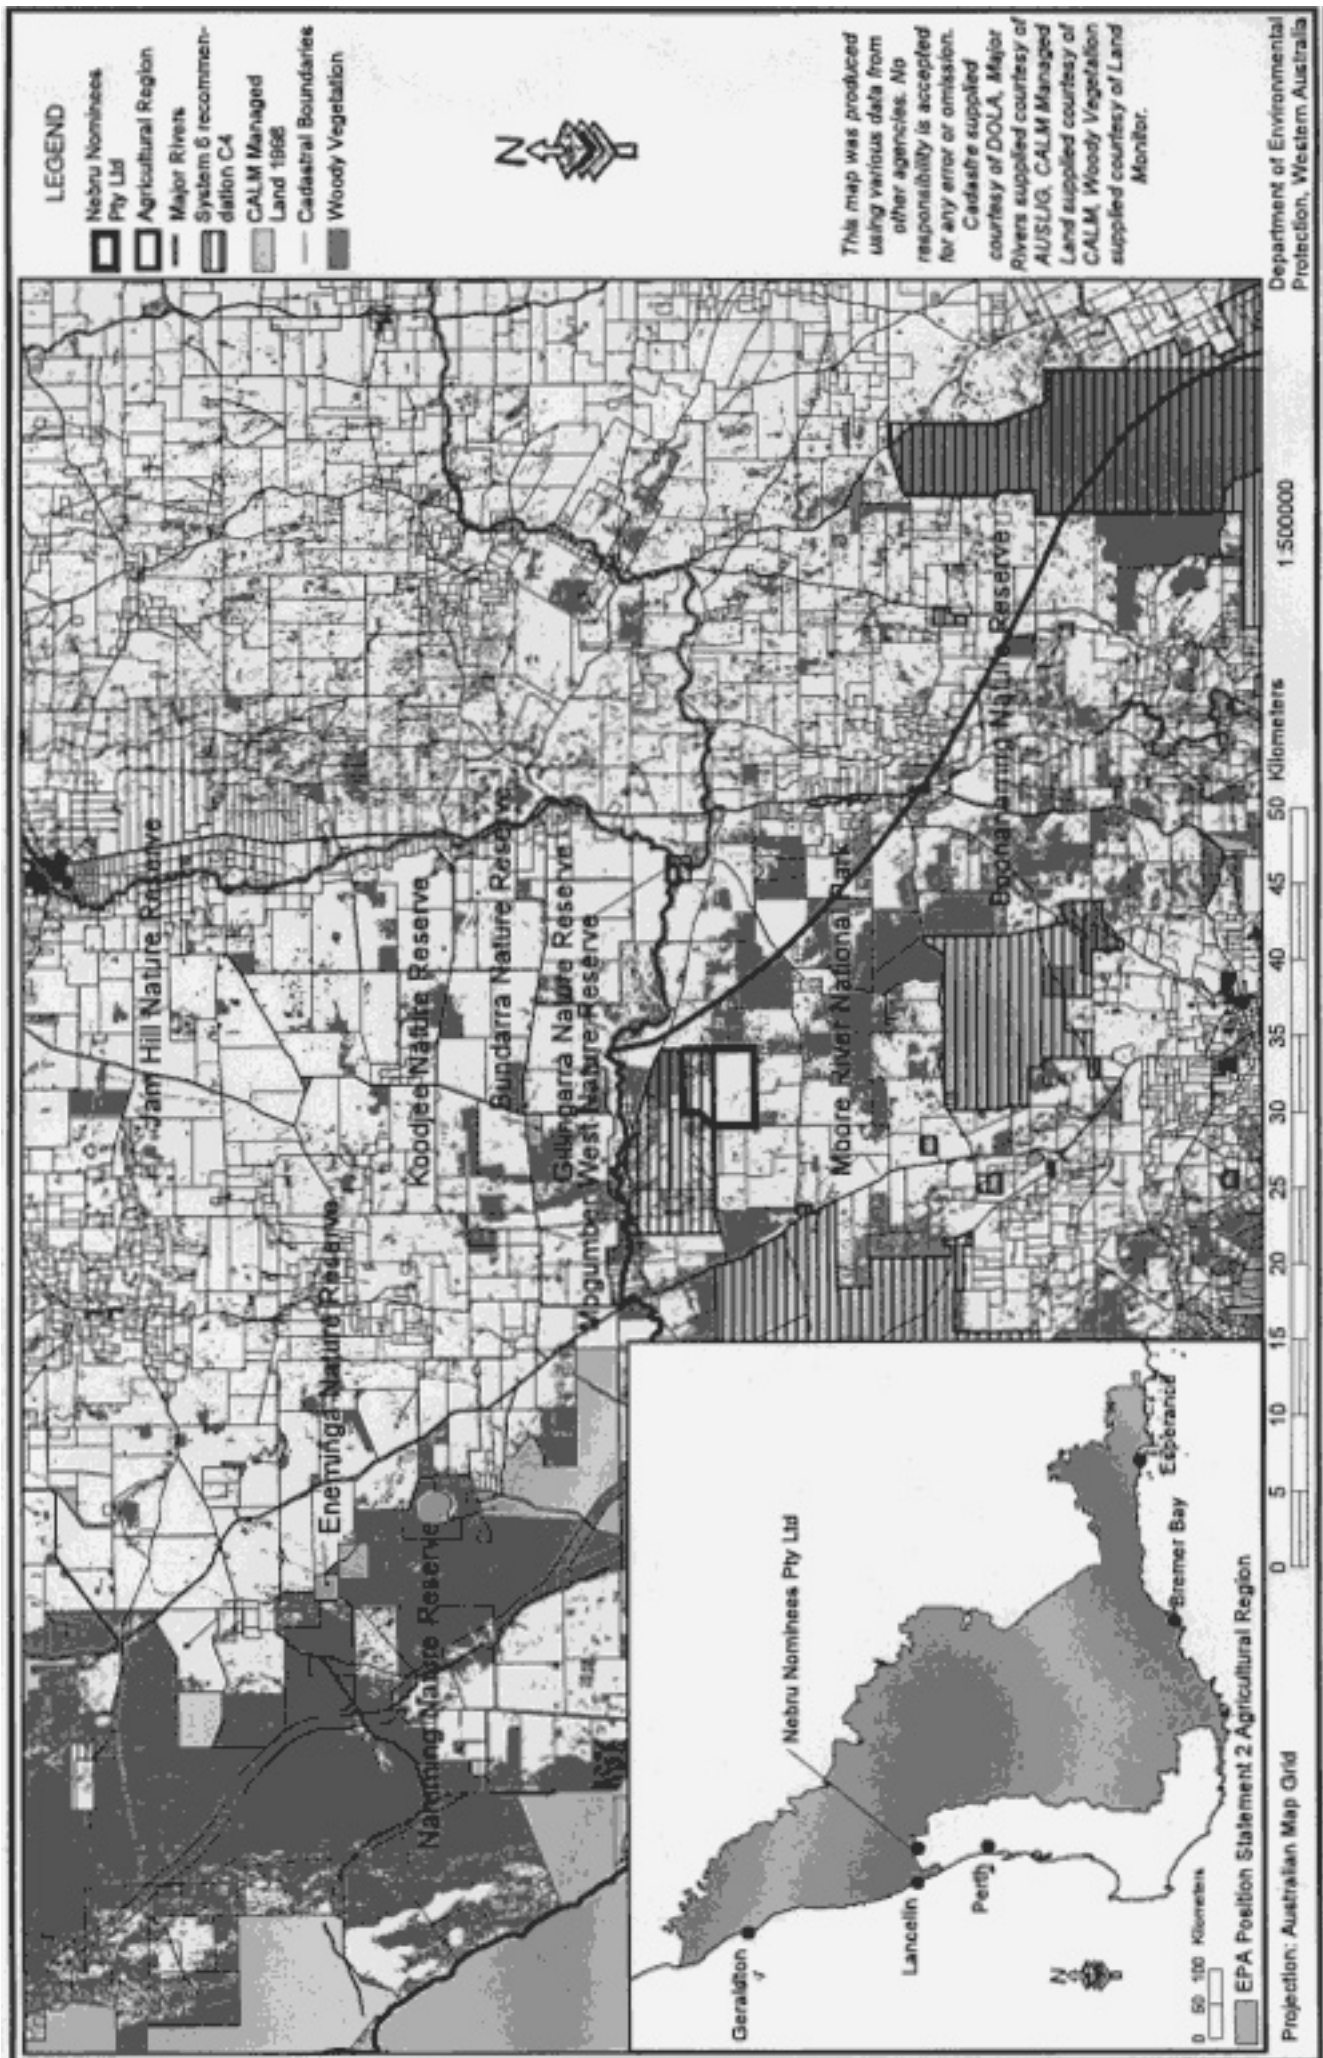 LEGEND
Nebru Nominees
Pty Ltd
Agricultural Region
Major Rivers
System 6 recommen-
dation C4
CALM Managed
Land 1998
Cadastral Boundaries
Woody Vegetation
N
This map was produced
using various data from
other agencies. No
responsibility is accepted
for any error or omission.
Cadastre supplied
courtesy of DOLA, Major
Rivers supplied courtesy of
AUSLIG, CALM Managed
Land supplied courtesy of
CALM, Woody Vegetation
supplied courtesy of Land
Monitor.
Department of Environmental
Protection, Western Australia
Jam Hill Nature Reserve
Eneminga Nature Reserve
Koodjee Nature Reserve
Nameming Nature Reserve
Bundarra Nature Reserve
Gillingarra Nature Reserve
Mogumber West Nature Reserve
Moore River National Park
Boonanarring Nature Reserve
Nebru Nominees Pty Ltd
Geraldton
Lancelin
Perth
Bremer Bay
Esperance
N
0 50 100 Kilometers
EPA Position Statement 2 Agricultural Region
0 5 10 15 20 25 30 35 40 45 50 Kilometers
1:500000
Projection: Australian Map Grid